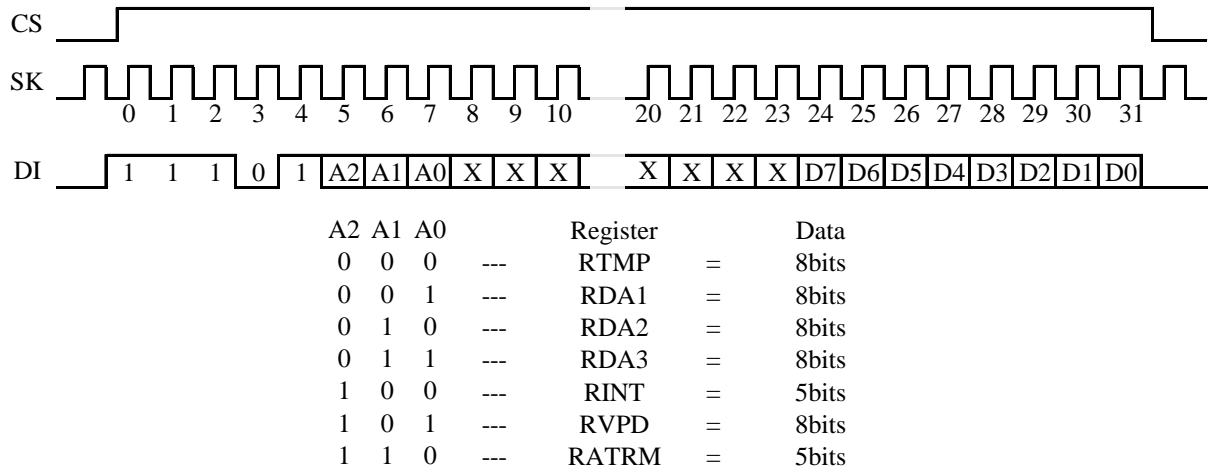 CS
SK
0 1 2 3 4 5 6 7 8 9 10 20 21 22 23 24 25 26 27 28 29 30 31
DI 1 1 1 0 1 A2 A1 A0 X X X X X X X D7 D6 D5 D4 D3 D2 D1 D0
A2 A1 A0 Register Data
0 0 0 --- RTMP = 8bits
0 0 1 --- RDA1 = 8bits
0 1 0 --- RDA2 = 8bits
0 1 1 --- RDA3 = 8bits
1 0 0 --- RINT = 5bits
1 0 1 --- RVPD = 8bits
1 1 0 --- RATRM = 5bits